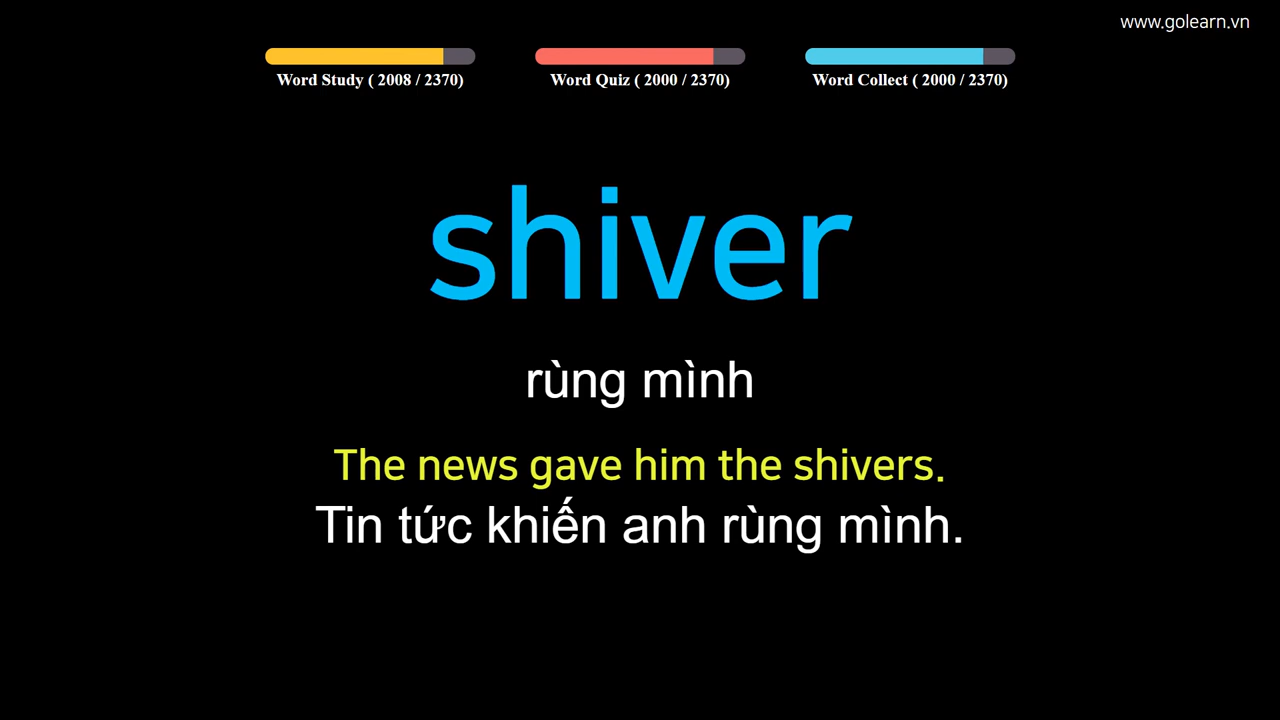 www.golearn.vn
Word Study ( 2008 / 2370)
Word Quiz ( 2000 / 2370)
Word Collect ( 2000 / 2370)
shiver
rùng mình
The news gave him the shivers.
Tin tức khiến anh rùng mình.